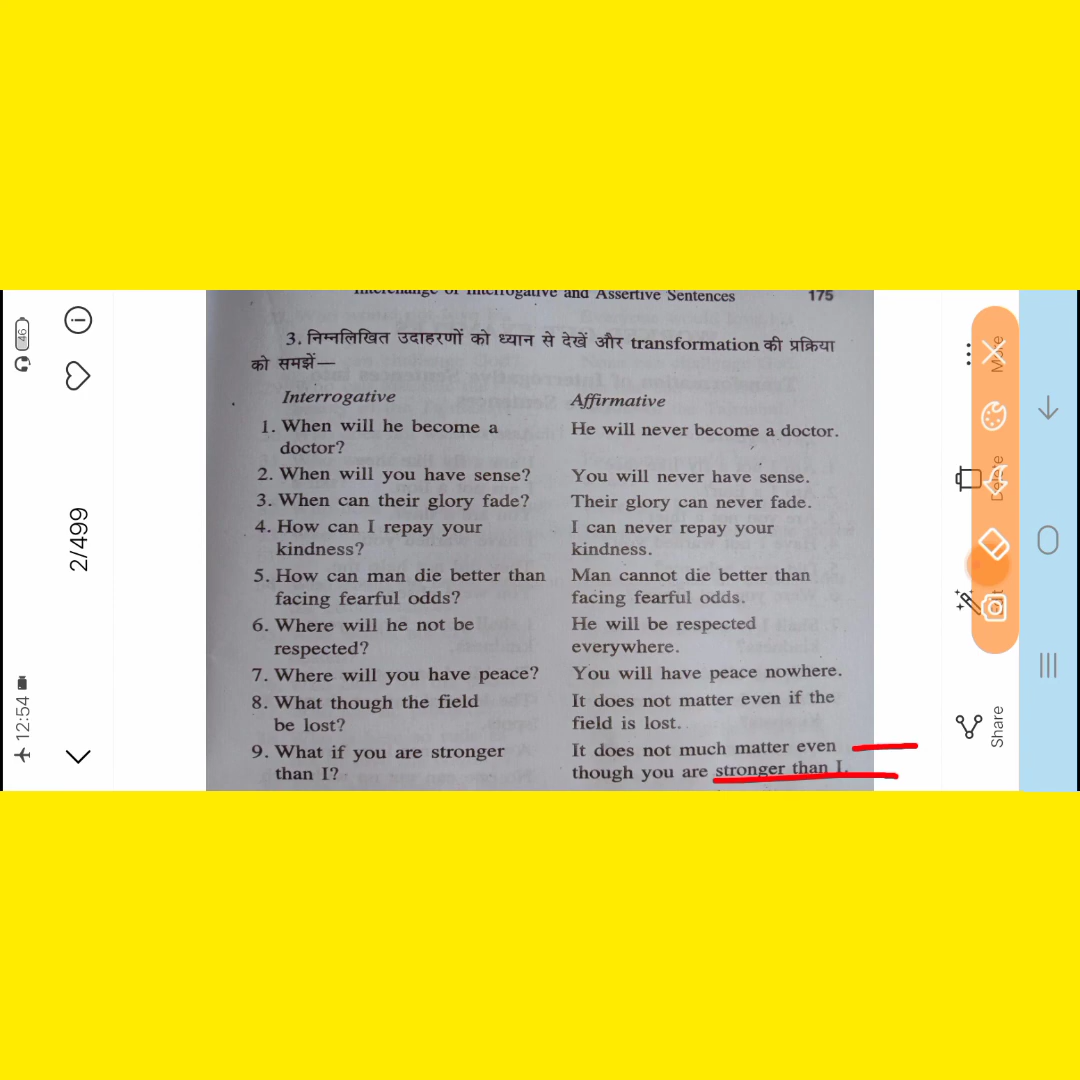 Interchange of Interrogative and Assertive Sentences 175
3. निम्नलिखित उदाहरणों को ध्यान से देखें और transformation की प्रक्रिया
को समझें—
Interrogative Affirmative
1. When will he become a He will never become a doctor.
doctor?
2. When will you have sense? You will never have sense.
3. When can their glory fade? Their glory can never fade.
4. How can I repay your I can never repay your
kindness? kindness.
5. How can man die better than Man cannot die better than
facing fearful odds? facing fearful odds.
6. Where will he not be He will be respected
respected? everywhere.
7. Where will you have peace? You will have peace nowhere.
8. What though the field It does not matter even if the
be lost? field is lost.
9. What if you are stronger It does not much matter even
than I? though you are stronger than I.
46
12:54
2/499
More
Delete
Share